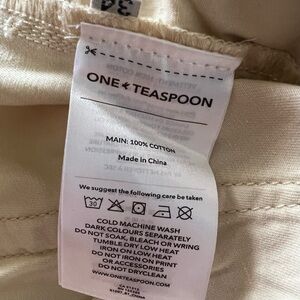 34
ONE TEASPOON
MAIN: 100% COTTON
Made in China
We suggest the following care be taken
30
COLD MACHINE WASH
DARK COLOURS SEPARATELY
DO NOT SOAK, BLEACH OR WRING
TUMBLE DRY LOW HEAT
IRON ON LOW HEAT
DO NOT IRON ON PRINT
OR ACCESSORIES
DO NOT DRYCLEAN
WWW.ONETEASPOON.COM